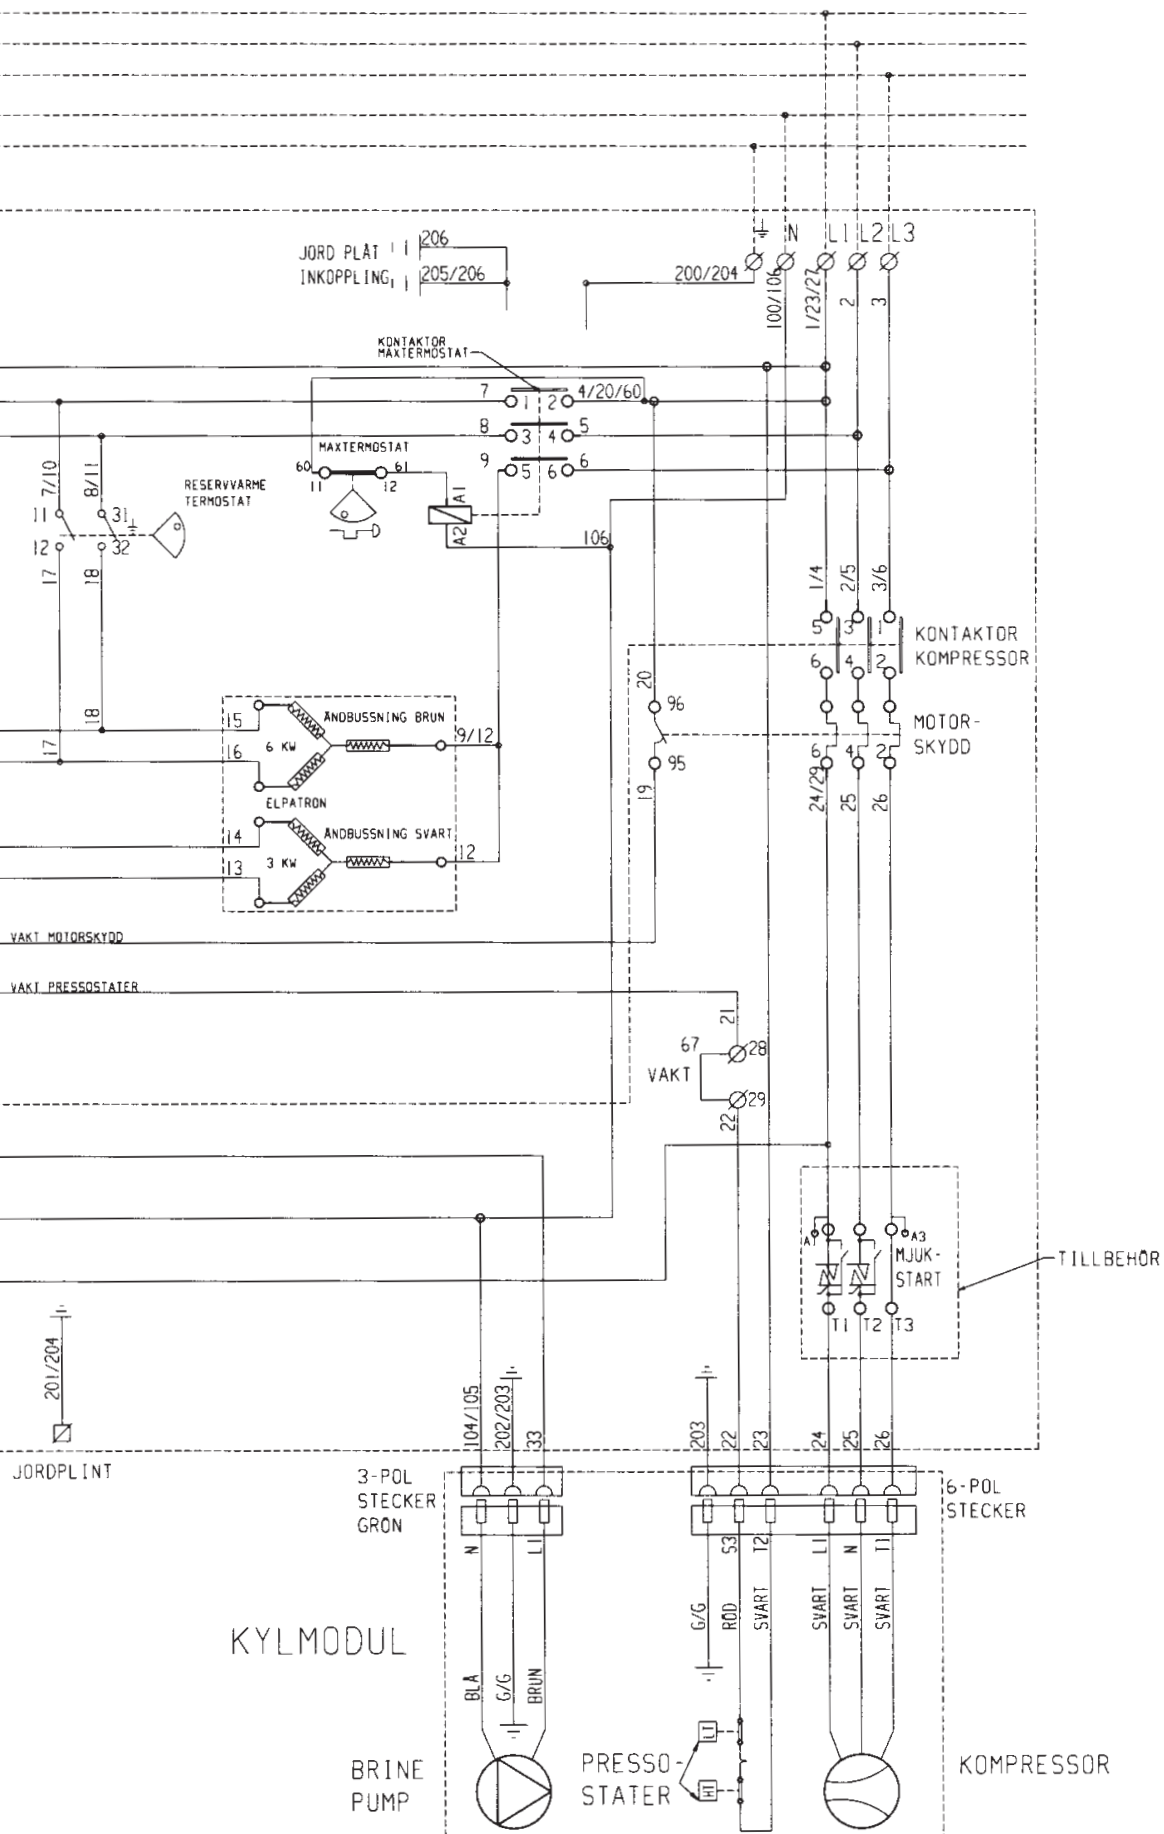 N L1 L2 L3
JORD PLÅT 206
INKOPPLING 205/206
200/204
100/106
1/23/27
2
3
KONTAKTOR
MAXTERMOSTAT
7 1 2 4/20/60
8 3 4 5
9 5 6 6
MAXTERMOSTAT
60 61
11 12
A1
A2
106
RESERVVÄRME
TERMOSTAT
7/10
8/11
11 31
12 32
17
18
1/4
2/5
3/6
5 3 1
6 4 2
KONTAKTOR
KOMPRESSOR
20
96
MOTOR-
SKYDD
95
19
6 4 2
24/29
25
26
18
17
15
16
ÄNDBUSSNING BRUN
6 KW
9/12
ELPATRON
14
13
ÄNDBUSSNING SVART
3 KW
12
VAKT MOTORSKYDD
VAKT PRESSOSTATER
21
67
28
VAKT
29
22
A3
MJUK-
START
T1 T2 T3
TILLBEHÖR
201/204
JORDPLINT
104/105
202/203
33
203
22
23
24
25
26
3-POL
STECKER
GRÖN
6-POL
STECKER
N
L1
S3
T2
L1
N
T1
BLÅ
G/G
BRUN
G/G
RÖD
SVART
SVART
SVART
SVART
KYLMODUL
BRINE
PUMP
PRESSO-
STATER
LT
HT
KOMPRESSOR